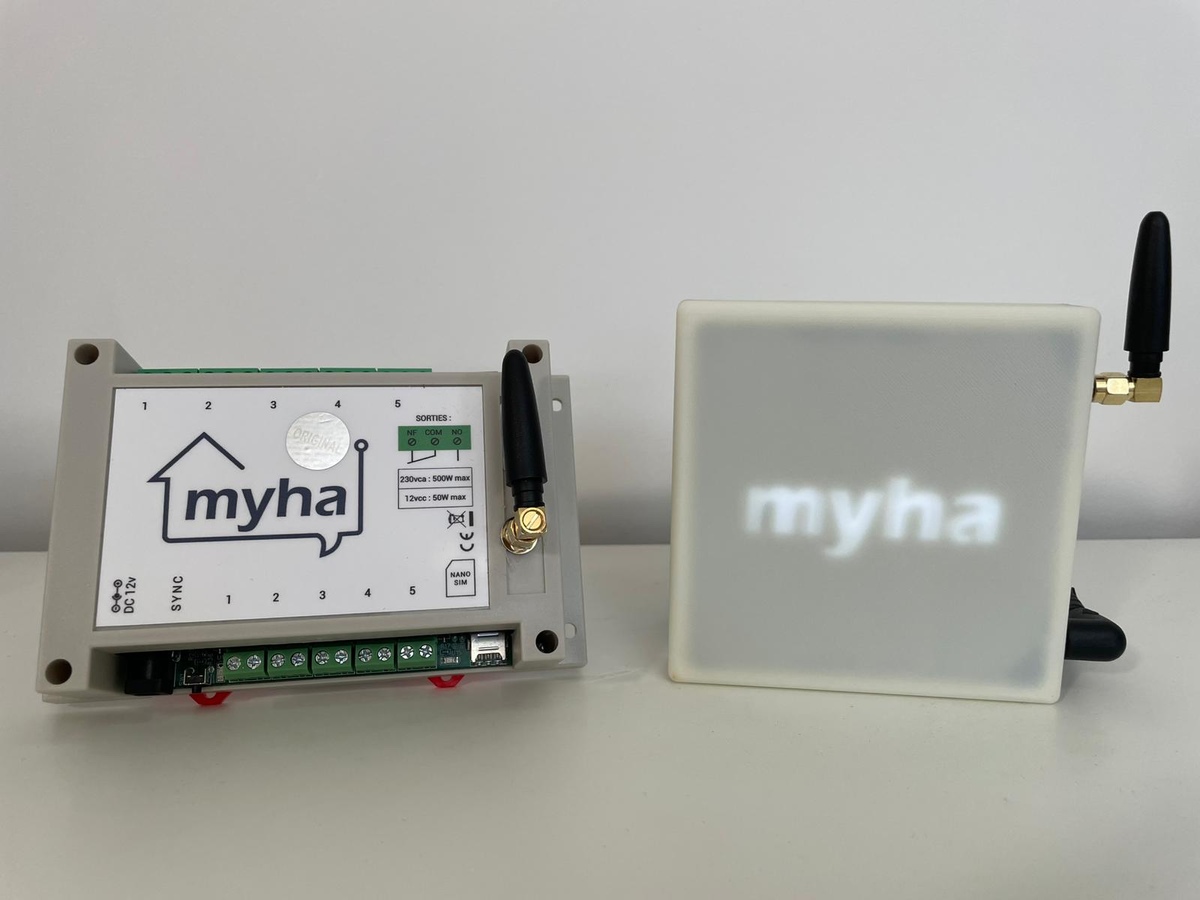 1 2 3 4 5
ORIGINAL
SORTIES :
NF COM NO
230vca : 500W max
12vcc : 50W max
myha
CE
NANO
SIM
DC 12v
SYNC
1 2 3 4 5
myha